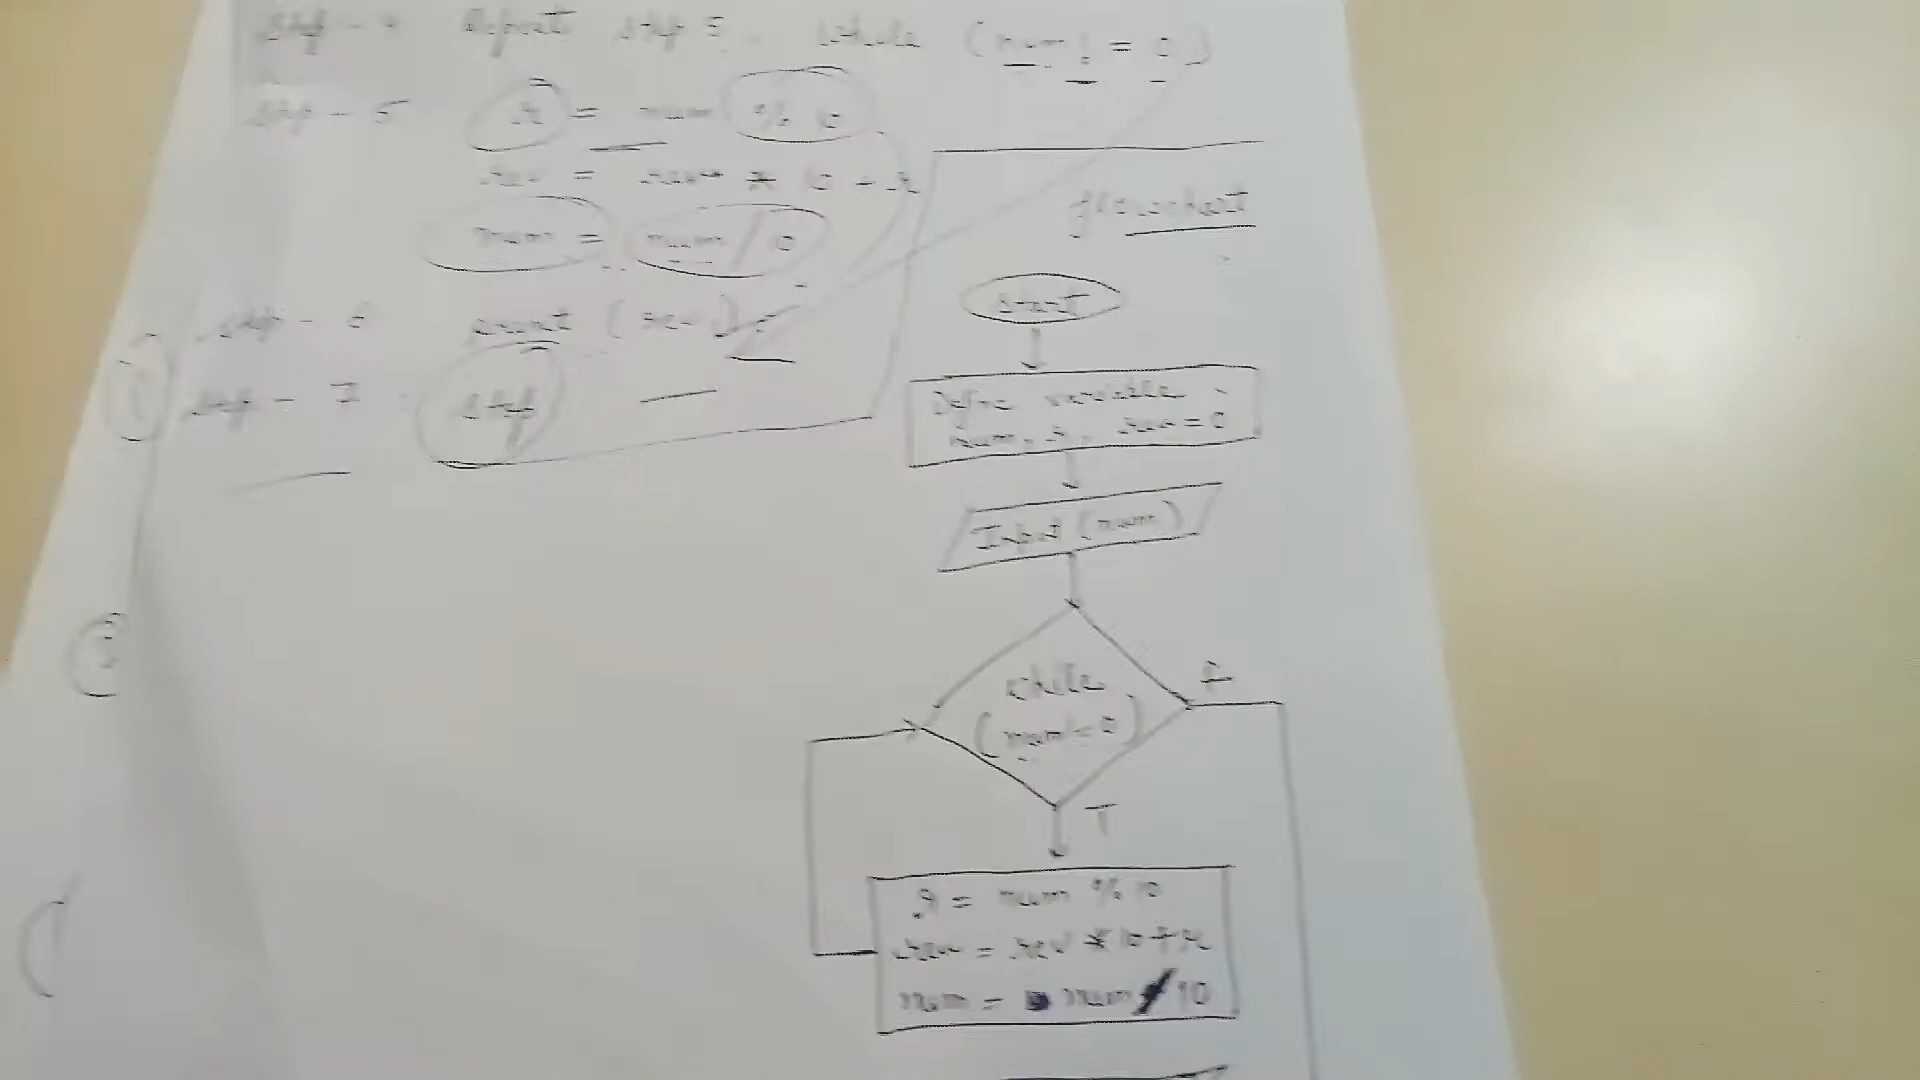 Step - 4 Repeat step 5. while (num != 0)
Step - 5 r = num % 10
rev = rev * 10 + r
num = num / 10
Step - 6 print (rev)
Step - 7 Stop
flowchart
start
Define variable
num, r, rev = 0
Input (num)
while
(num != 0)
F
T
r = num % 10
rev = rev * 10 + r
num = num / 10